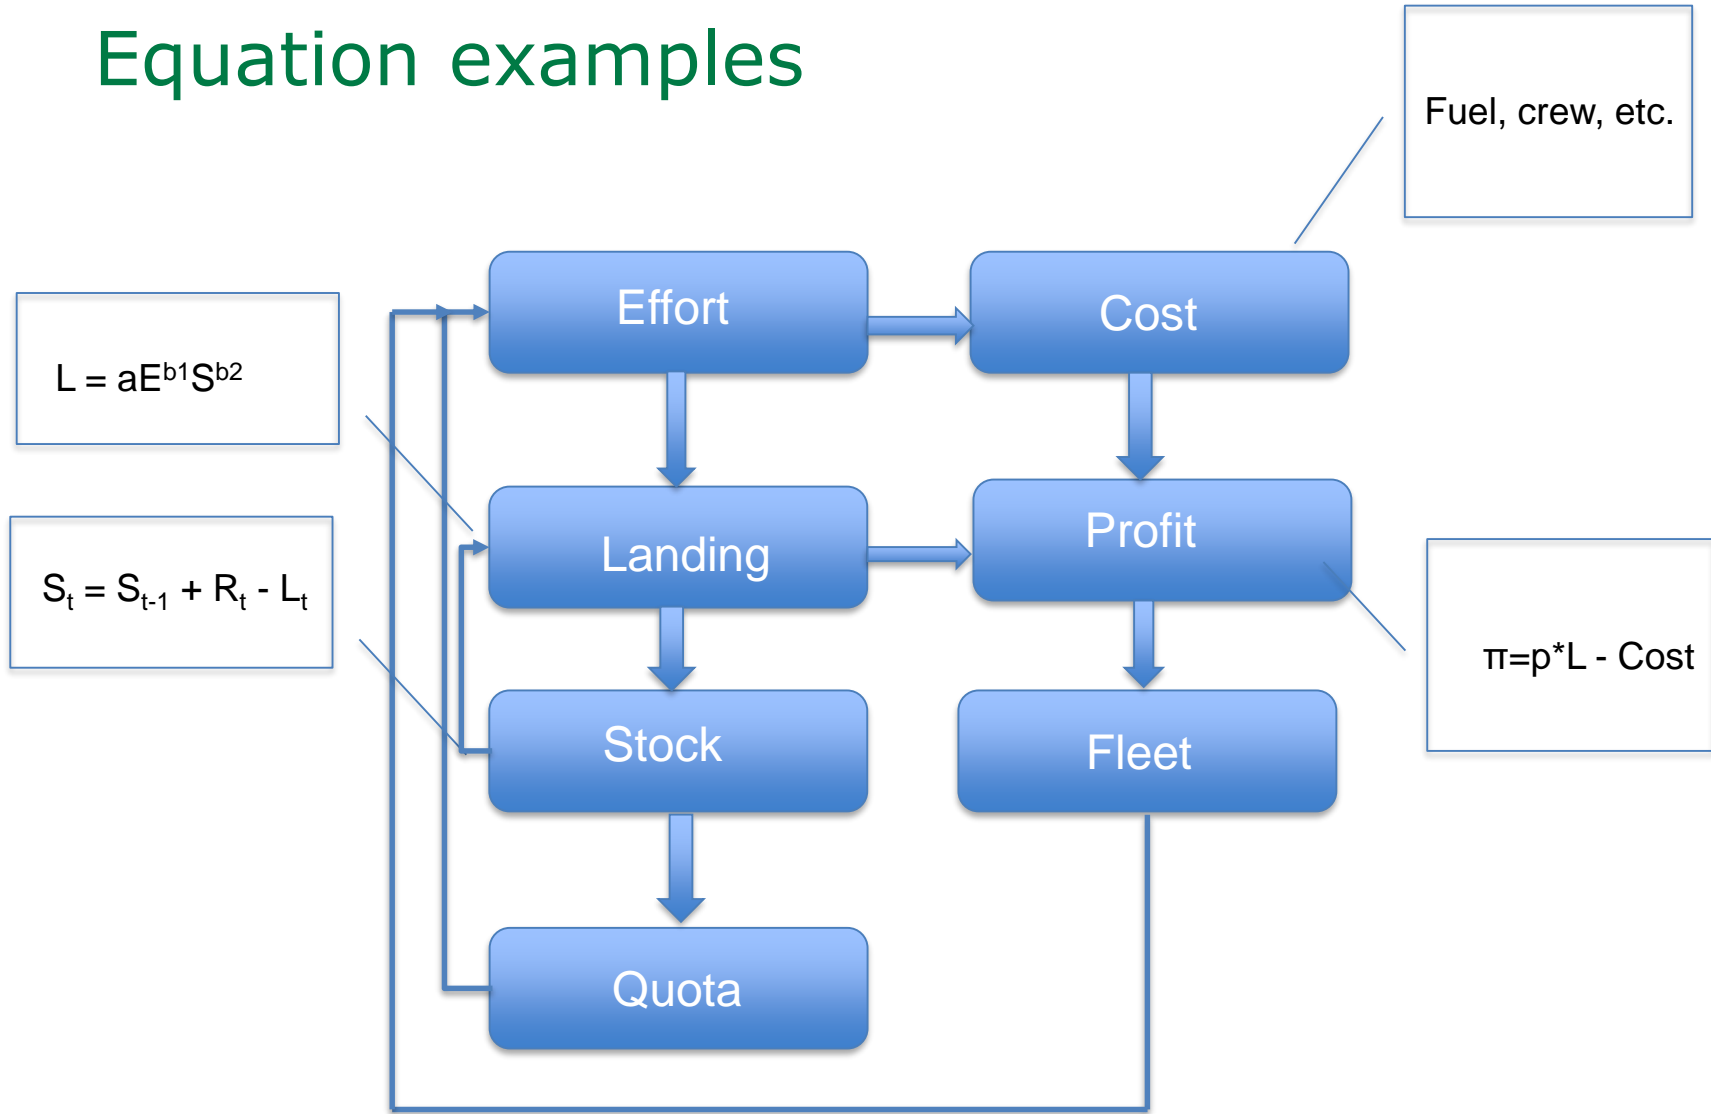 Equation examples
Fuel, crew, etc.
Effort
Cost
L = aE^b1S^b2
Landing
Profit
S_t = S_t-1 + R_t - L_t
π=p*L - Cost
Stock
Fleet
Quota